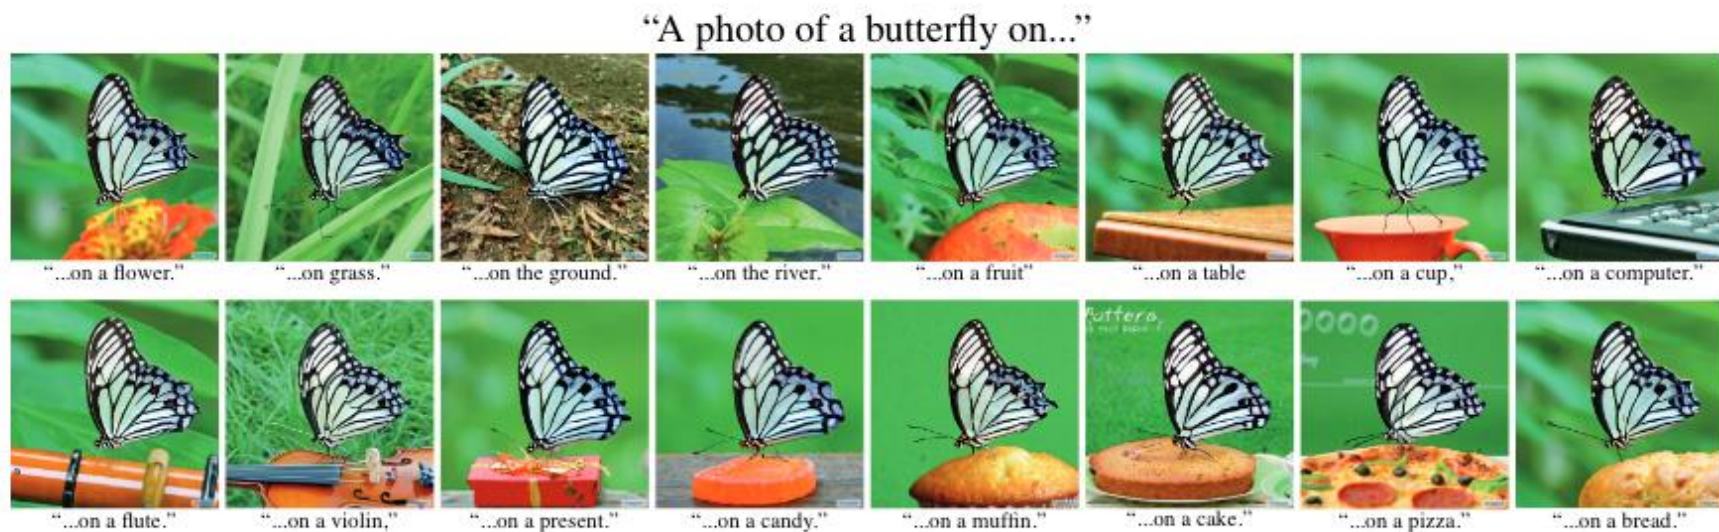 “A photo of a butterfly on...”
“...on a flower.” “...on grass.” “...on the ground.” “...on the river.” “...on a fruit” “...on a table “...on a cup,” “...on a computer.”
“...on a flute.” “...on a violin,” “...on a present.” “...on a candy.” “...on a muffin.” “...on a cake.” “...on a pizza.” “...on a bread.”